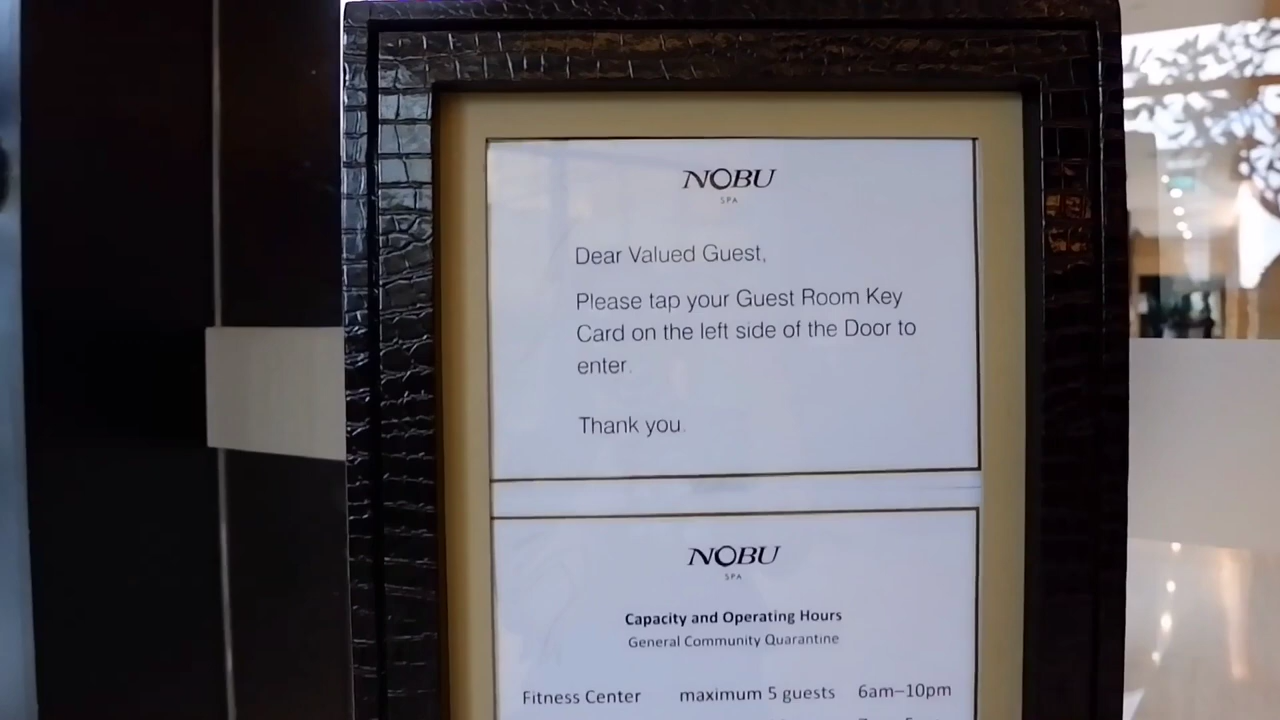 NOBU
SPA
Dear Valued Guest,
Please tap your Guest Room Key
Card on the left side of the Door to
enter.
Thank you.
NOBU
SPA
Capacity and Operating Hours
General Community Quarantine
Fitness Center maximum 5 guests 6am–10pm